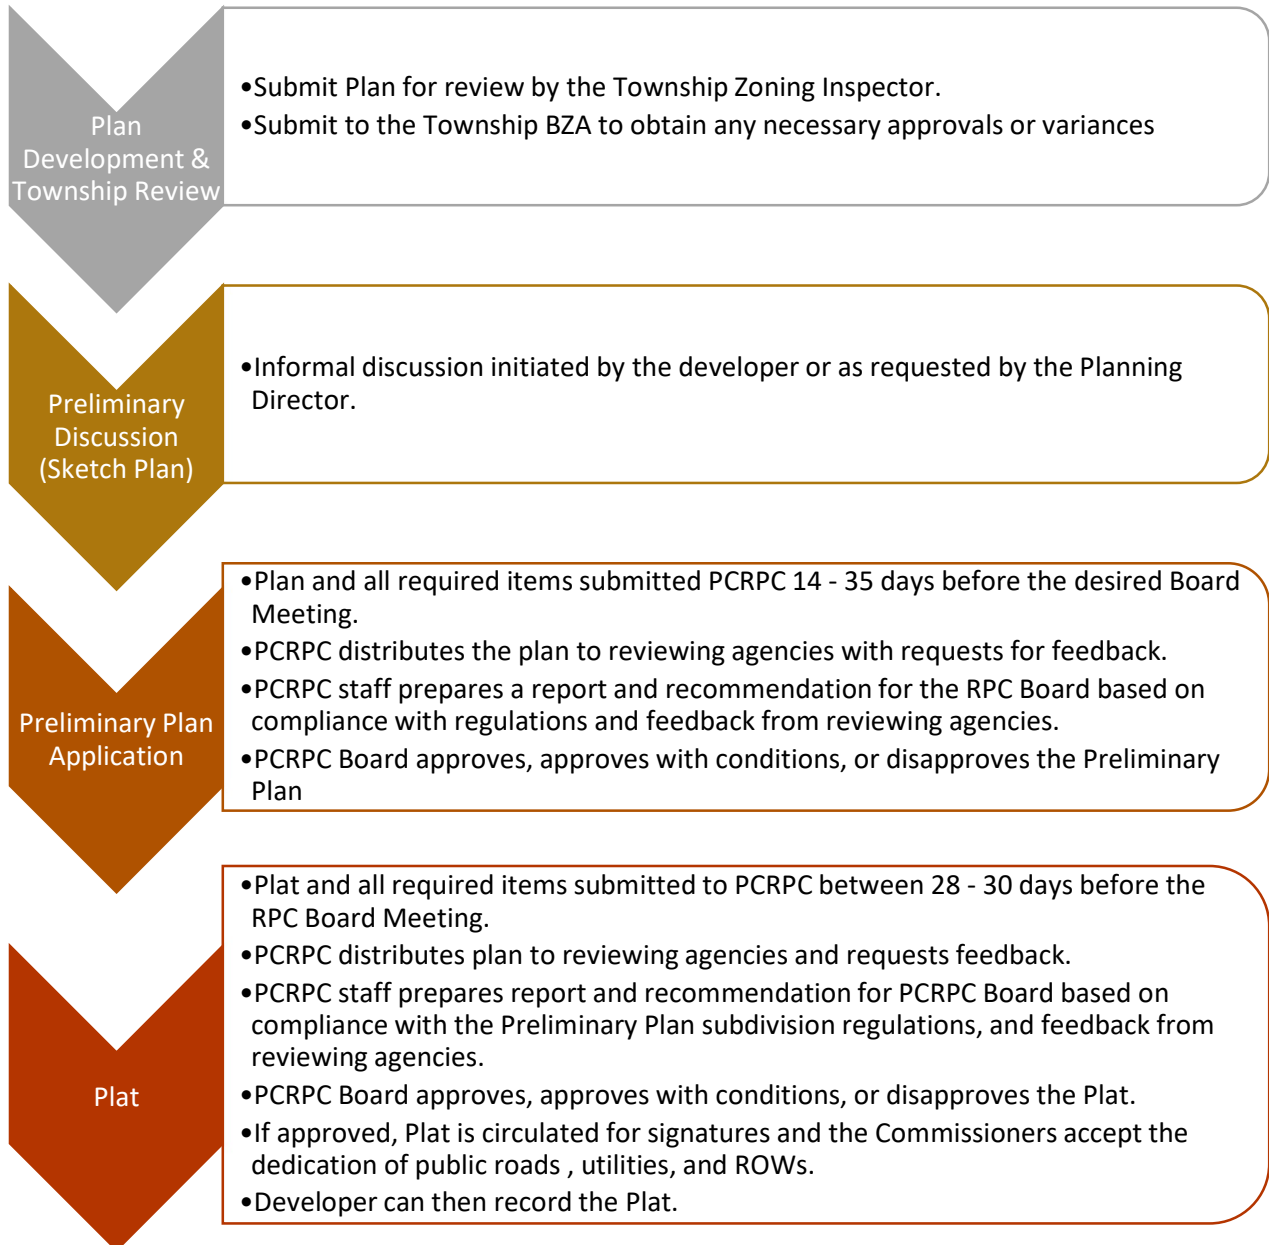 Plan
Development &
Township Review
•Submit Plan for review by the Township Zoning Inspector.
•Submit to the Township BZA to obtain any necessary approvals or variances
Preliminary
Discussion
(Sketch Plan)
•Informal discussion initiated by the developer or as requested by the Planning
Director.
Preliminary Plan
Application
•Plan and all required items submitted PCRPC 14 - 35 days before the desired Board
Meeting.
•PCRPC distributes the plan to reviewing agencies with requests for feedback.
•PCRPC staff prepares a report and recommendation for the RPC Board based on
compliance with regulations and feedback from reviewing agencies.
•PCRPC Board approves, approves with conditions, or disapproves the Preliminary
Plan
Plat
•Plat and all required items submitted to PCRPC between 28 - 30 days before the
RPC Board Meeting.
•PCRPC distributes plan to reviewing agencies and requests feedback.
•PCRPC staff prepares report and recommendation for PCRPC Board based on
compliance with the Preliminary Plan subdivision regulations, and feedback from
reviewing agencies.
•PCRPC Board approves, approves with conditions, or disapproves the Plat.
•If approved, Plat is circulated for signatures and the Commissioners accept the
dedication of public roads , utilities, and ROWs.
•Developer can then record the Plat.